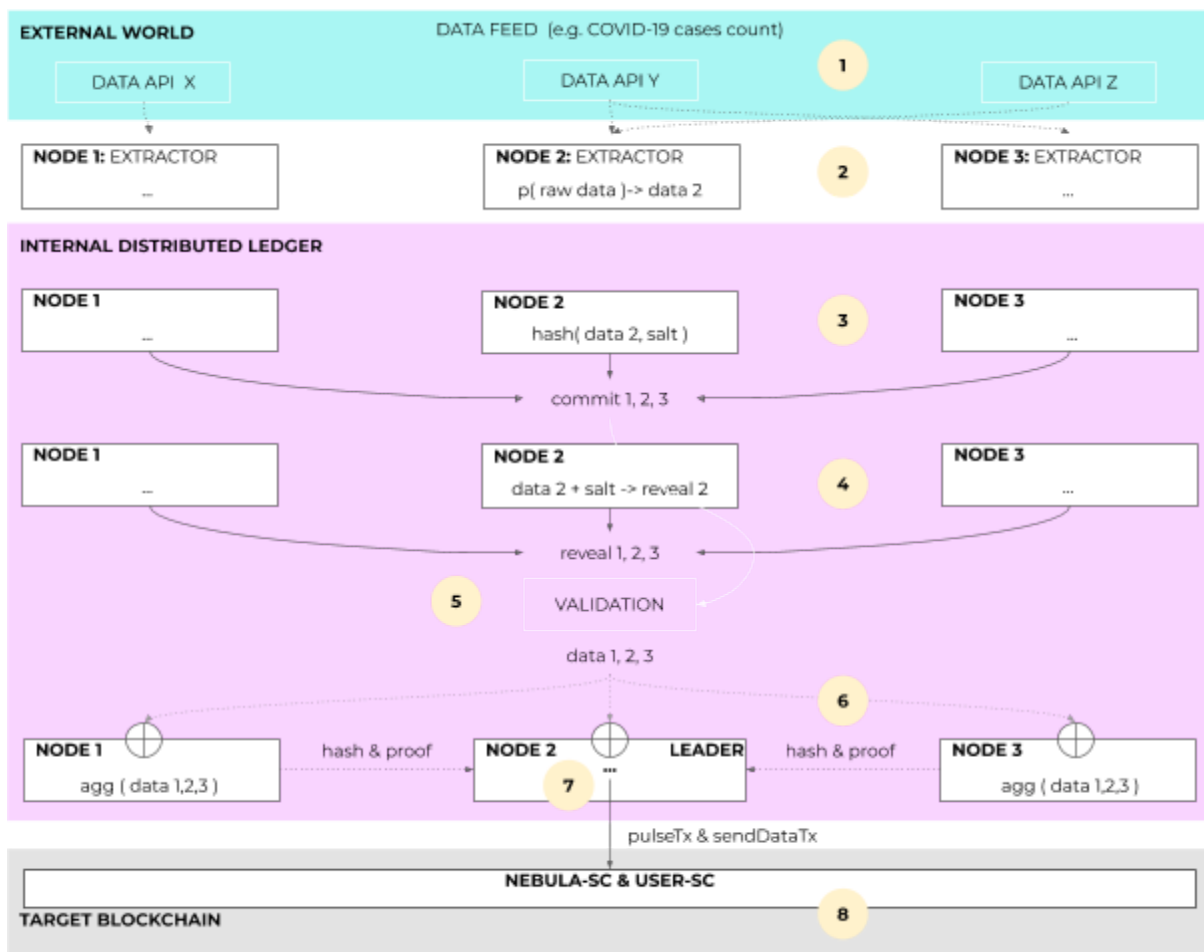 EXTERNAL WORLD
DATA FEED (e.g. COVID-19 cases count)
1
DATA API X
DATA API Y
DATA API Z
NODE 1: EXTRACTOR
...
NODE 2: EXTRACTOR
p( raw data )-> data 2
2
NODE 3: EXTRACTOR
...
INTERNAL DISTRIBUTED LEDGER
NODE 1
...
NODE 2
hash( data 2, salt )
3
NODE 3
...
commit 1, 2, 3
NODE 1
...
NODE 2
data 2 + salt -> reveal 2
4
NODE 3
...
reveal 1, 2, 3
5
VALIDATION
data 1, 2, 3
6
NODE 1
agg ( data 1,2,3 )
hash & proof
NODE 2
LEADER
...
7
hash & proof
NODE 3
agg ( data 1,2,3 )
pulseTx & sendDataTx
NEBULA-SC & USER-SC
TARGET BLOCKCHAIN
8